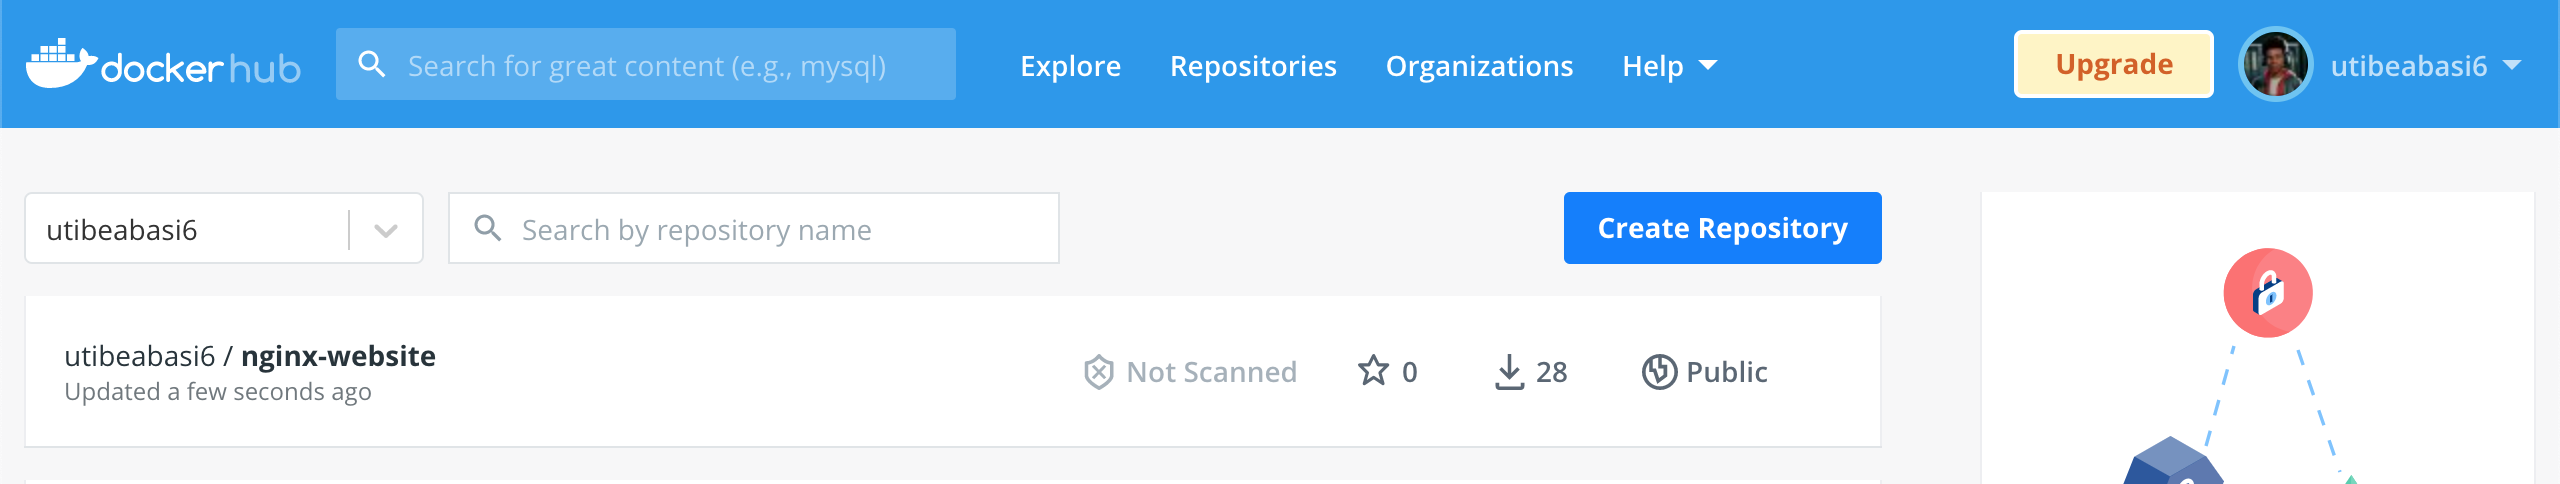 docker hub
Search for great content (e.g., mysql)
Explore
Repositories
Organizations
Help
Upgrade
utibeabasi6
utibeabasi6
Search by repository name
Create Repository
utibeabasi6 / nginx-website
Updated a few seconds ago
Not Scanned
0
28
Public